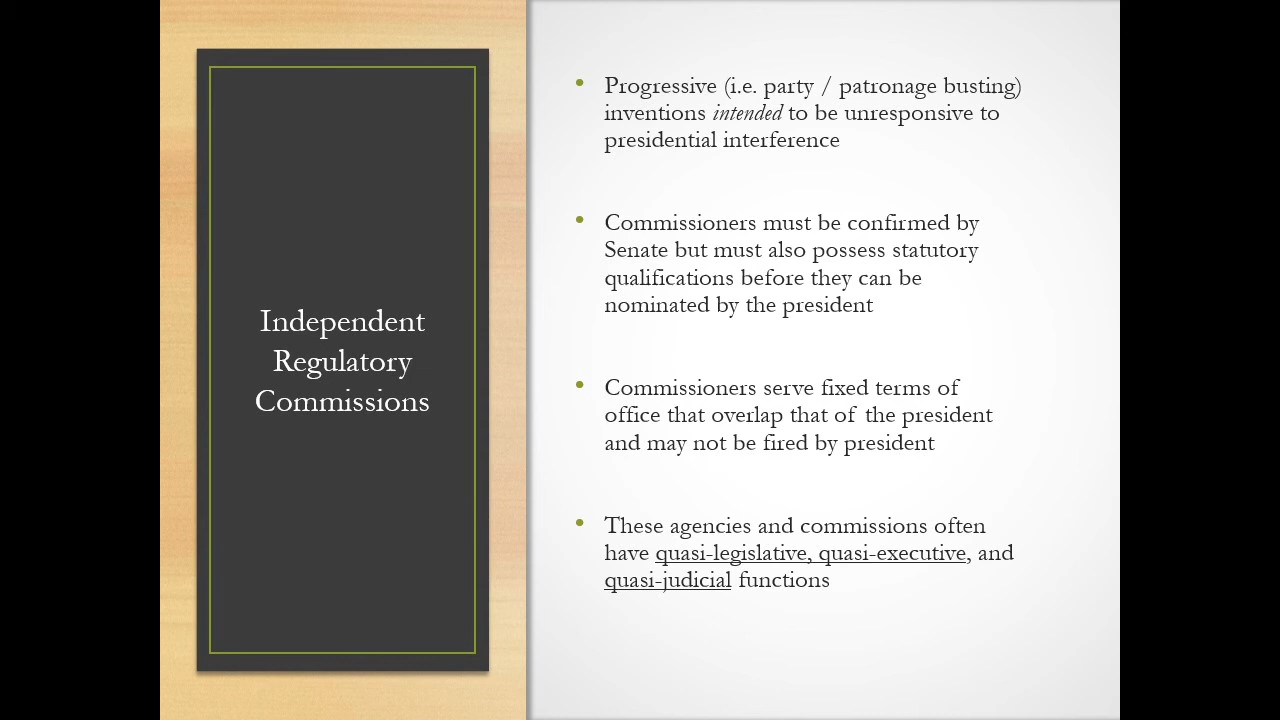 Independent
Regulatory
Commissions
• Progressive (i.e. party / patronage busting)
inventions intended to be unresponsive to
presidential interference
• Commissioners must be confirmed by
Senate but must also possess statutory
qualifications before they can be
nominated by the president
• Commissioners serve fixed terms of
office that overlap that of the president
and may not be fired by president
• These agencies and commissions often
have quasi-legislative, quasi-executive, and
quasi-judicial functions